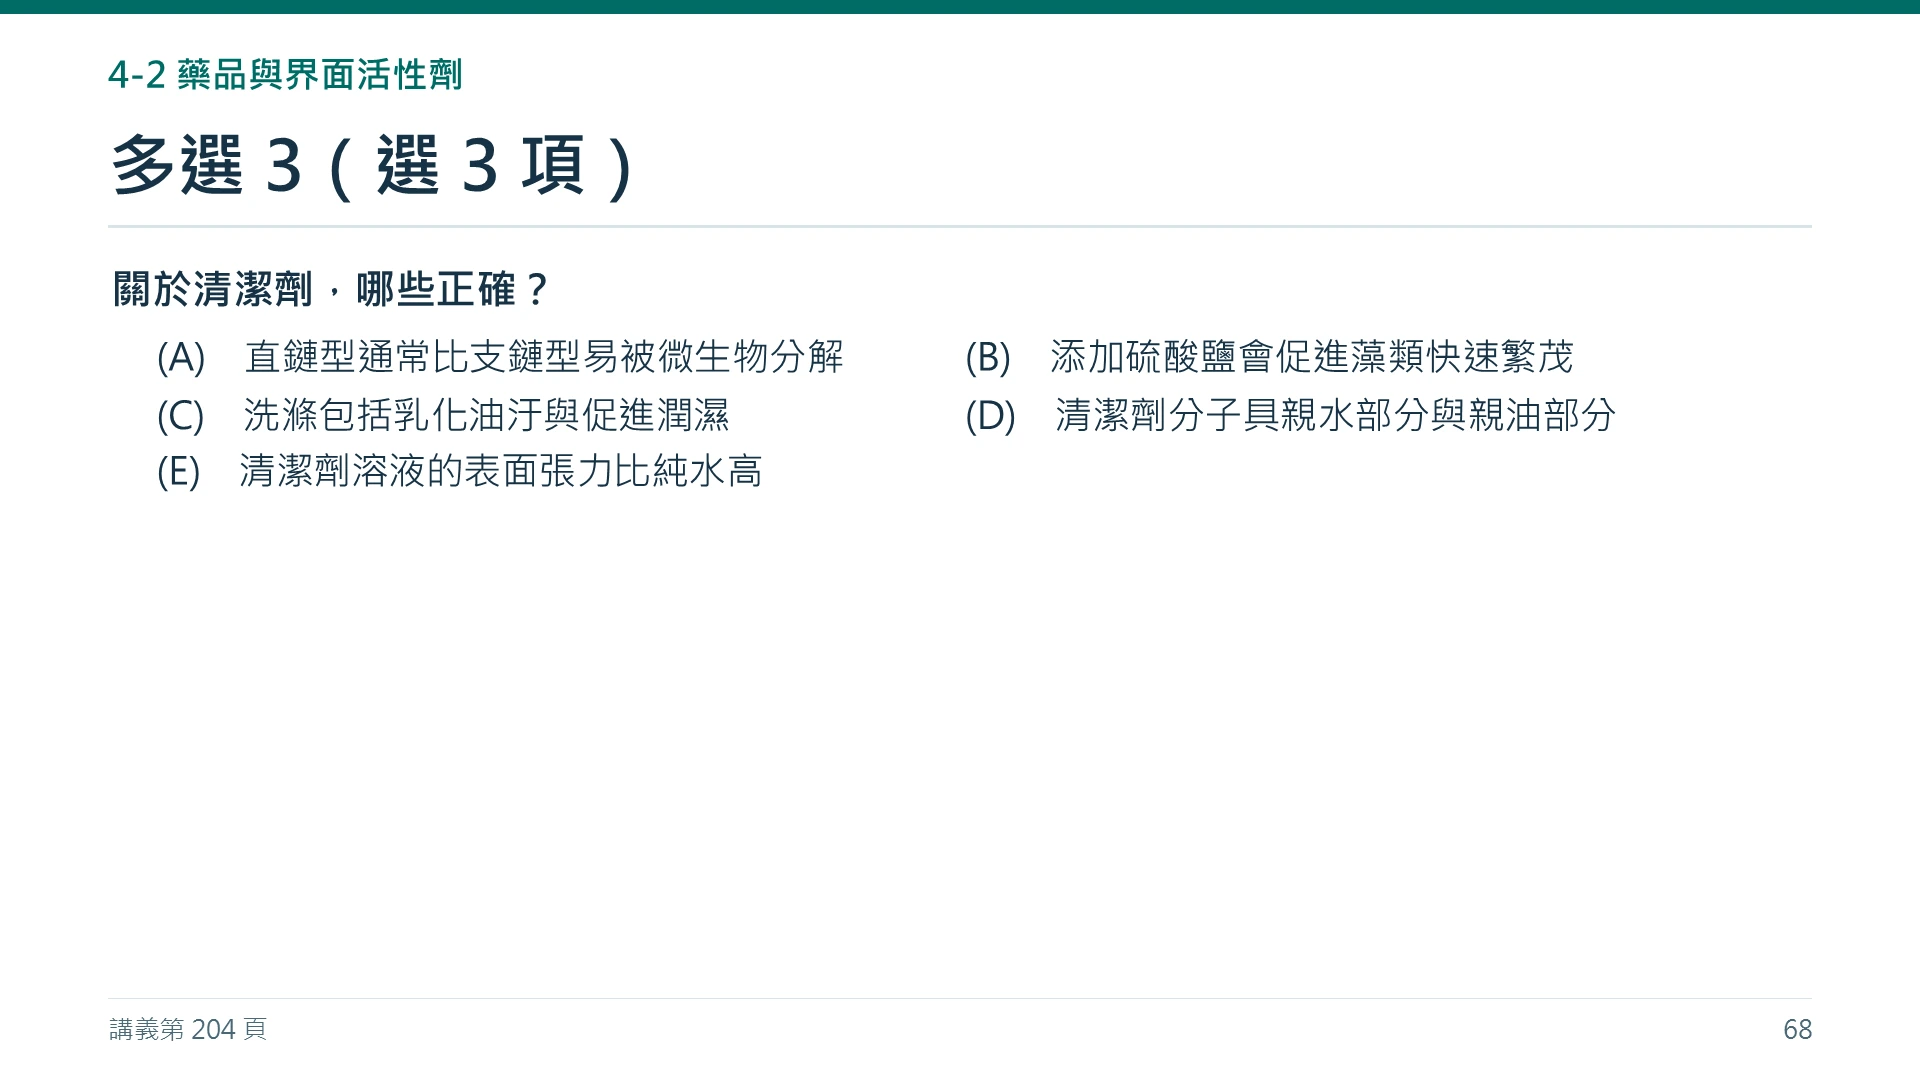 4-2 藥品與界面活性劑
多選 3（選 3 項）
關於清潔劑，哪些正確？
(A) 直鏈型通常比支鏈型易被微生物分解
(B) 添加硫酸鹽會促進藻類快速繁茂
(C) 洗滌包括乳化油汙與促進潤濕
(D) 清潔劑分子具親水部分與親油部分
(E) 清潔劑溶液的表面張力比純水高
講義第 204 頁
68